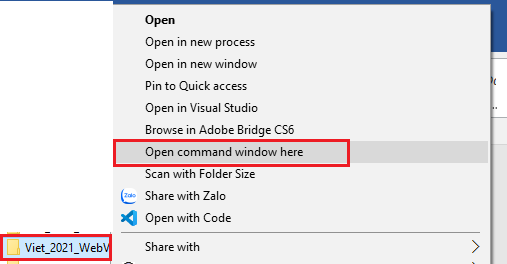 Open
Open in new process
Open in new window
Pin to Quick access
Open in Visual Studio
Browse in Adobe Bridge CS6
Open command window here
Scan with Folder Size
Zalo
Share with Zalo
Open with Code
Viet_2021_WebV
Share with